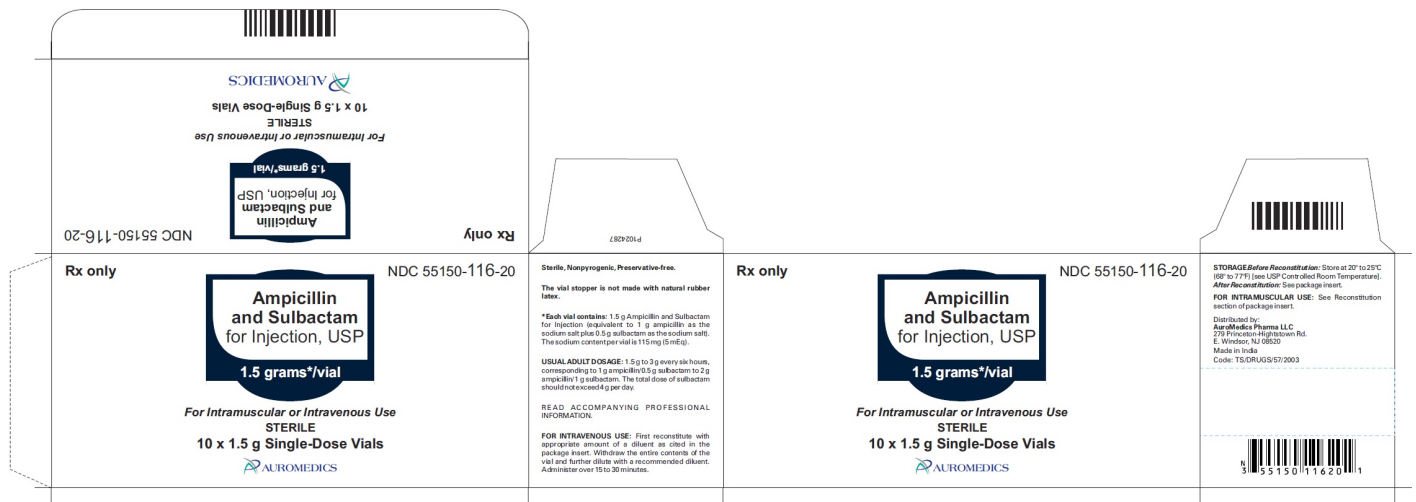 AUROMEDICS
10 x 1.5 g Single-Dose Vials
STERILE
For Intramuscular or Intravenous Use
1.5 grams*/vial
Ampicillin
and Sulbactam
for Injection, USP
NDC 55150-116-20
Rx only
P1024287
Rx only
NDC 55150-116-20
Ampicillin
and Sulbactam
for Injection, USP
1.5 grams*/vial
For Intramuscular or Intravenous Use
STERILE
10 x 1.5 g Single-Dose Vials
AUROMEDICS
Sterile, Nonpyrogenic, Preservative-free.
The vial stopper is not made with natural rubber
latex.
*Each vial contains: 1.5 g Ampicillin and Sulbactam
for Injection (equivalent to 1 g ampicillin as the
sodium salt plus 0.5 g sulbactam as the sodium salt).
The sodium content per vial is 115 mg (5 mEq).
USUAL ADULT DOSAGE: 1.5 g to 3 g every six hours,
corresponding to 1 g ampicillin/0.5 g sulbactam to 2 g
ampicillin/1 g sulbactam. The total dose of sulbactam
should not exceed 4 g per day.
READ ACCOMPANYING PROFESSIONAL
INFORMATION.
FOR INTRAVENOUS USE: First reconstitute with
appropriate amount of a diluent as cited in the
package insert. Withdraw the entire contents of the
vial and further dilute with a recommended diluent.
Administer over 15 to 30 minutes.
Rx only
NDC 55150-116-20
Ampicillin
and Sulbactam
for Injection, USP
1.5 grams*/vial
For Intramuscular or Intravenous Use
STERILE
10 x 1.5 g Single-Dose Vials
AUROMEDICS
STORAGE Before Reconstitution: Store at 20° to 25°C
(68° to 77°F) [see USP Controlled Room Temperature].
After Reconstitution: See package insert.
FOR INTRAMUSCULAR USE: See Reconstitution
section of package insert.
Distributed by:
AuroMedics Pharma LLC
279 Princeton-Hightstown Rd.
E. Windsor, NJ 08520
Made in India
Code: TS/DRUGS/57/2003
N
3 55150 11620 1